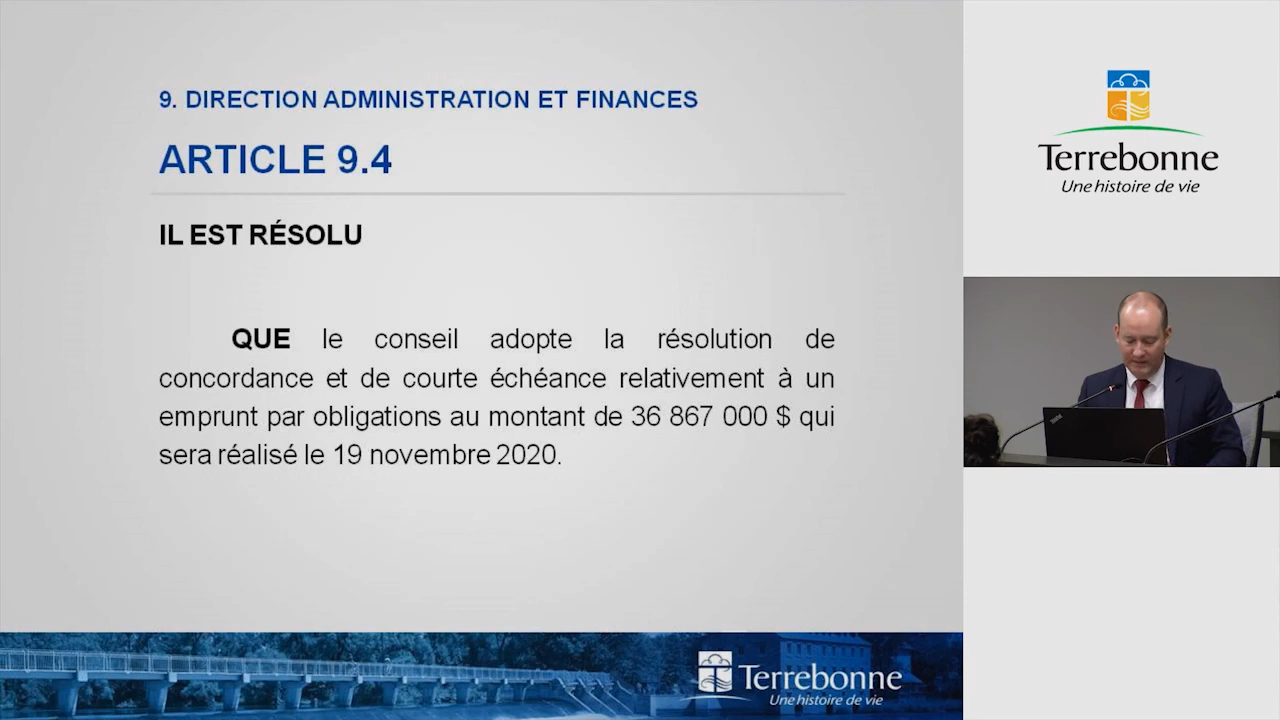 9. DIRECTION ADMINISTRATION ET FINANCES
ARTICLE 9.4
IL EST RÉSOLU
QUE le conseil adopte la résolution de
concordance et de courte échéance relativement à un
emprunt par obligations au montant de 36 867 000 $ qui
sera réalisé le 19 novembre 2020.
Terrebonne
Une histoire de vie
Terrebonne
Une histoire de vie